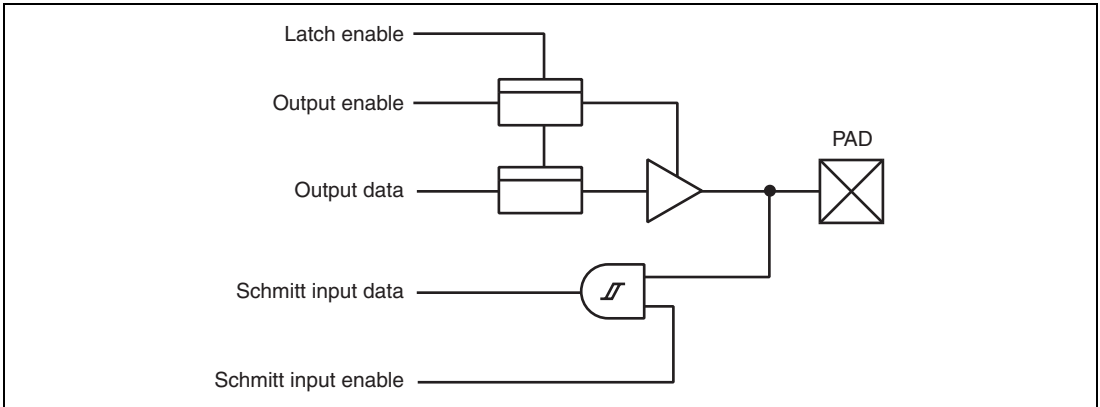 Latch enable
Output enable
PAD
Output data
Schmitt input data
Schmitt input enable